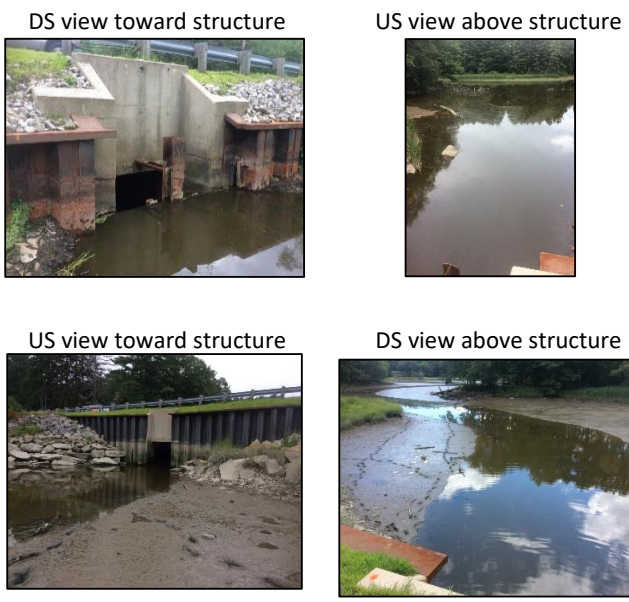 DS view toward structure
US view above structure
US view toward structure
DS view above structure